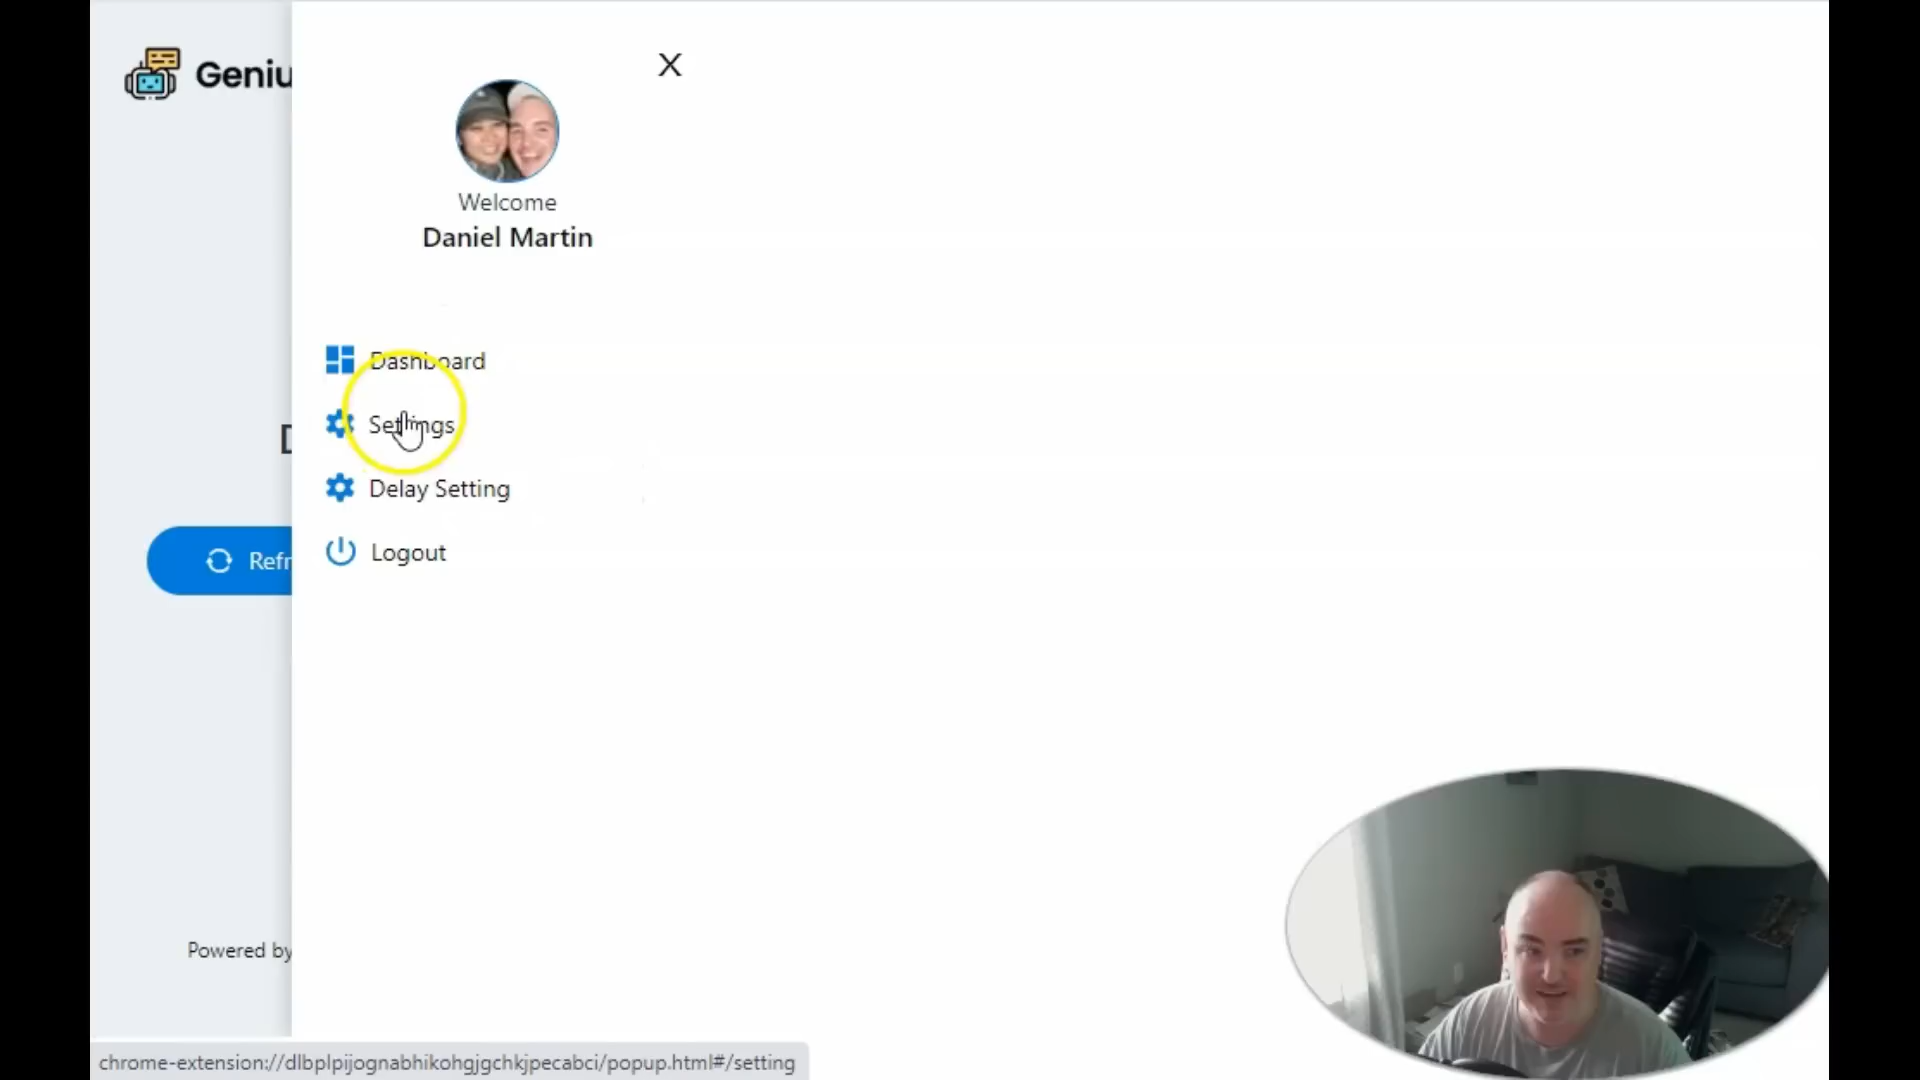 Geniu
X
Welcome
Daniel Martin
Dashboard
Settings
Delay Setting
Logout
D
Refr
Powered by
chrome-extension://dlbplpijognabhikohgjgchkjpecabci/popup.html#/setting